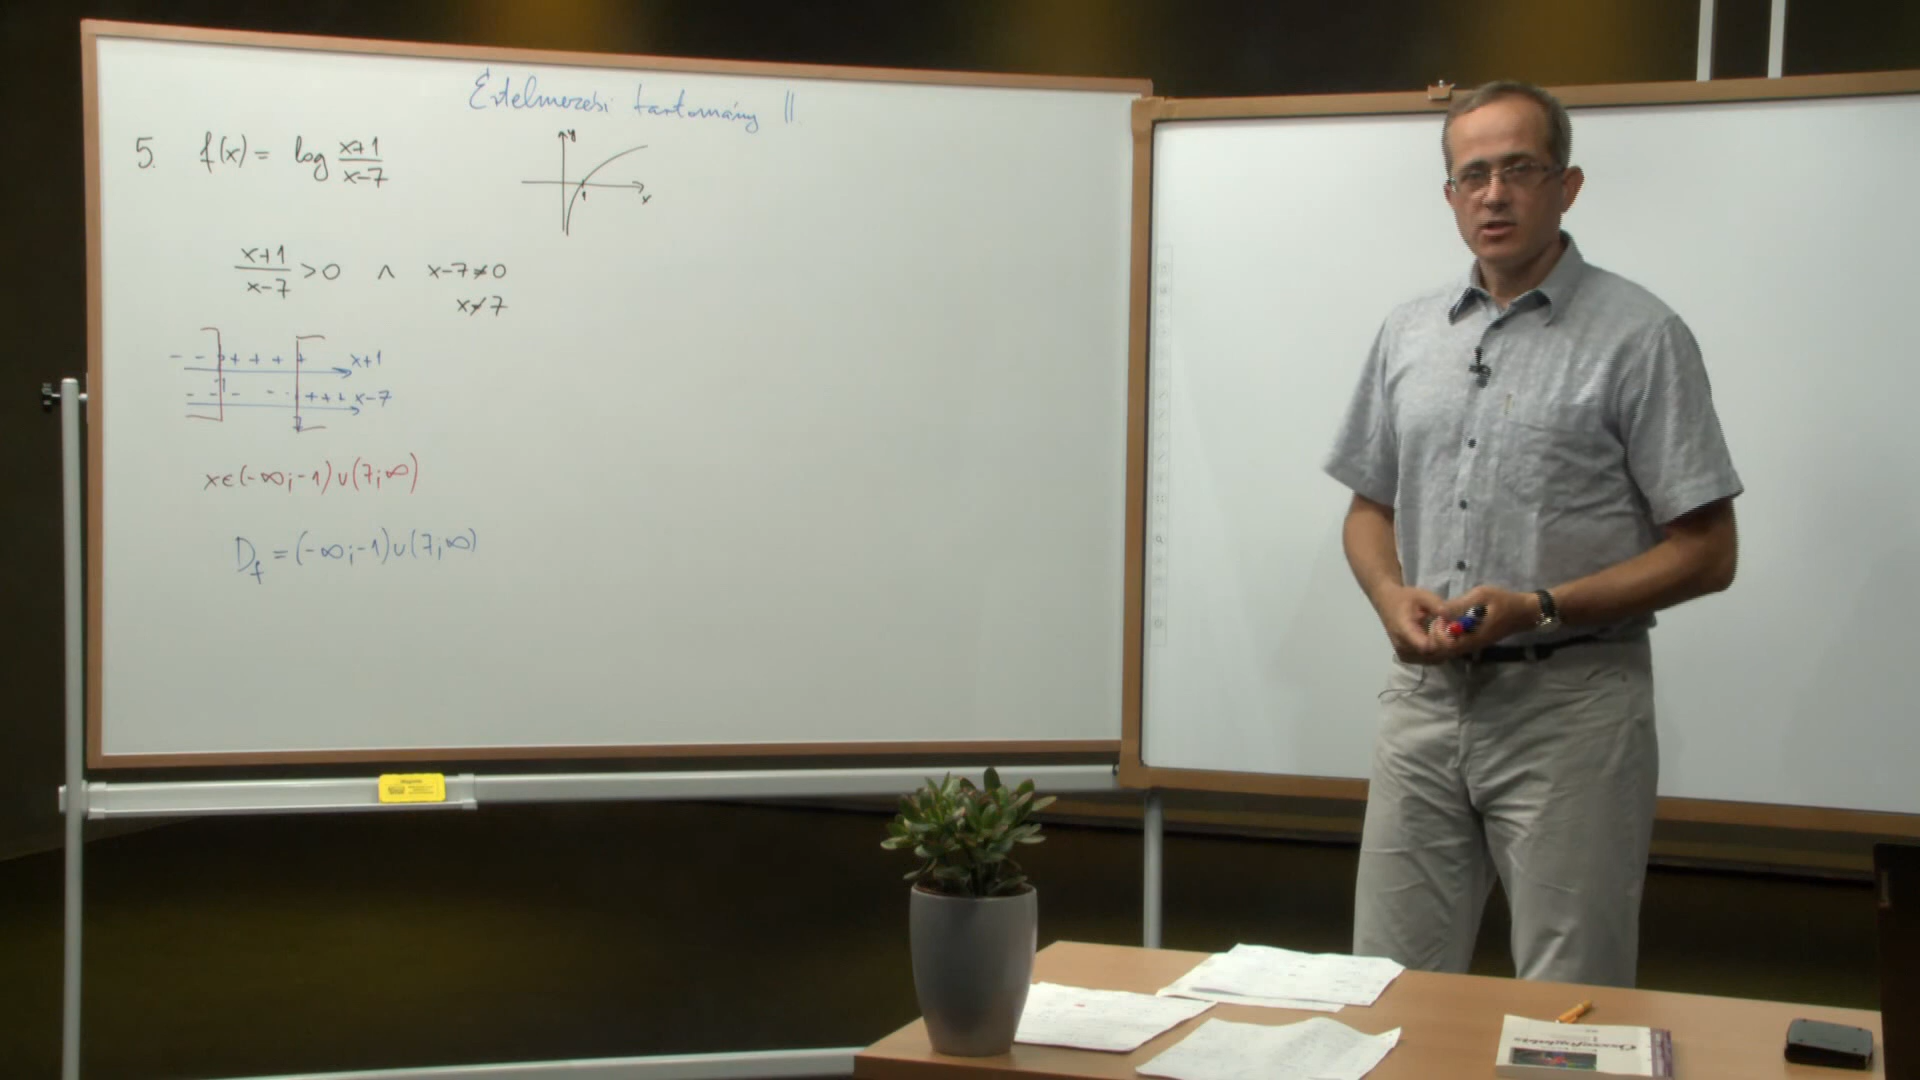 Értelmezési tartomány II
5. f(x) = log (x+1)/(x-7)
y
1
x
(x+1)/(x-7) > 0 ∧ x-7≠0
x≠7
- - + + + + x+1
-1
- - - - - + + + x-7
7
x∈(-∞;-1)∪(7;∞)
D_f = (-∞;-1)∪(7;∞)